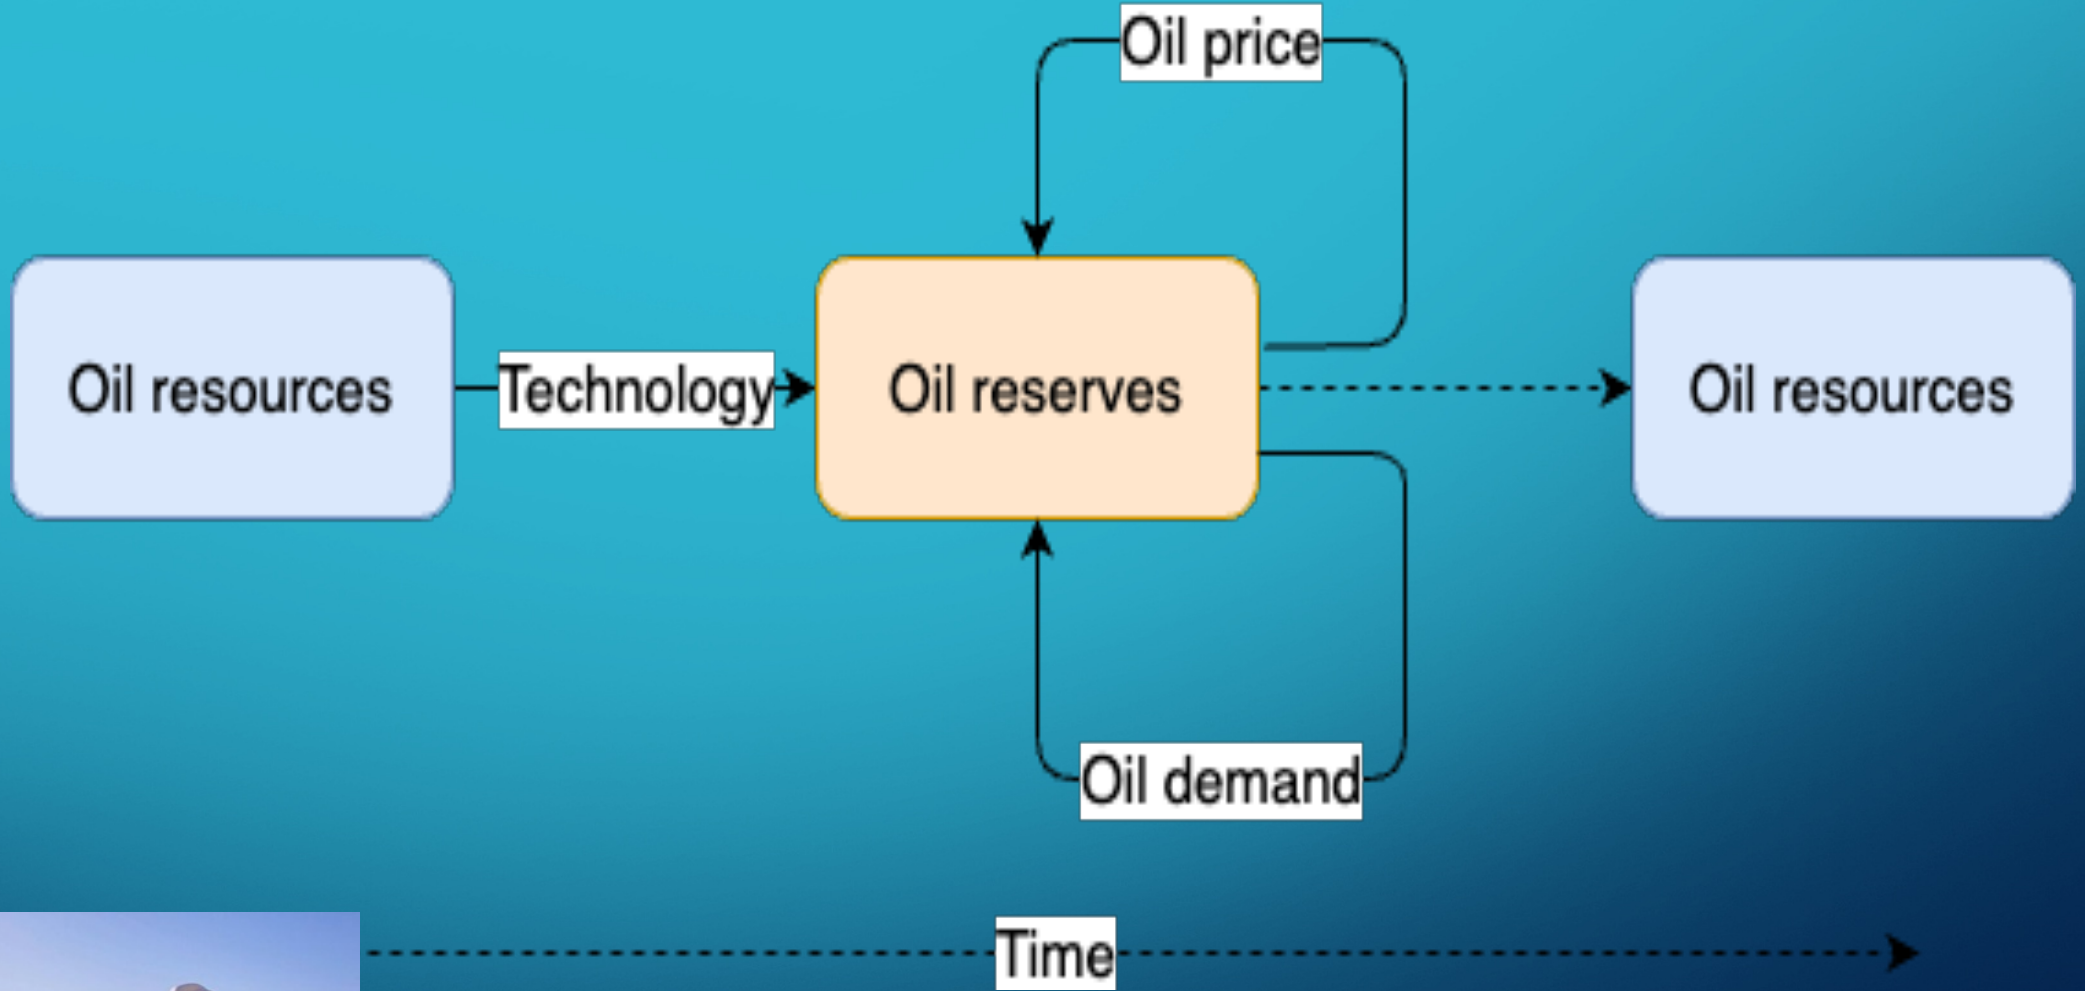 Oil price
Oil resources
Technology
Oil reserves
Oil resources
Oil demand
Time